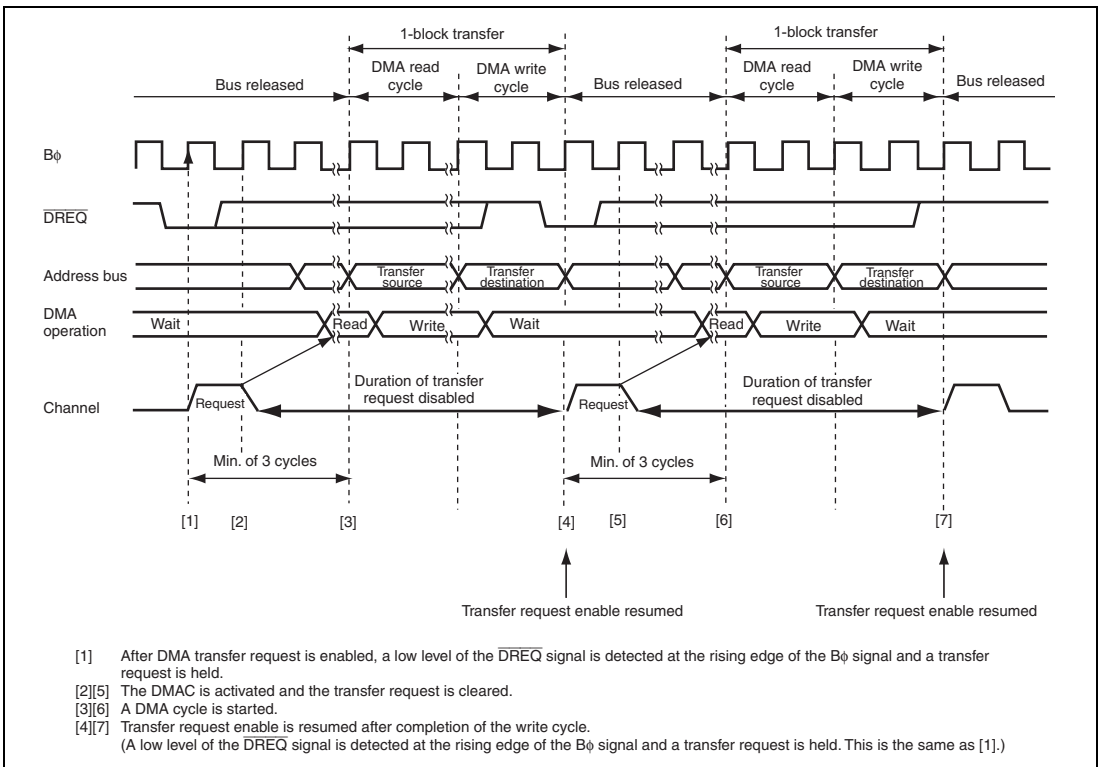 1-block transfer 1-block transfer
Bus released DMA read cycle DMA write cycle Bus released DMA read cycle DMA write cycle Bus released
Bϕ
DREQ
Address bus Transfer source Transfer destination Transfer source Transfer destination
DMA operation Wait Read Write Wait Read Write Wait
Channel Request Duration of transfer request disabled Request Duration of transfer request disabled
Min. of 3 cycles Min. of 3 cycles
[1] [2] [3] [4] [5] [6] [7]
Transfer request enable resumed Transfer request enable resumed
[1] After DMA transfer request is enabled, a low level of the DREQ signal is detected at the rising edge of the Bϕ signal and a transfer
request is held.
[2][5] The DMAC is activated and the transfer request is cleared.
[3][6] A DMA cycle is started.
[4][7] Transfer request enable is resumed after completion of the write cycle.
(A low level of the DREQ signal is detected at the rising edge of the Bϕ signal and a transfer request is held. This is the same as [1].)